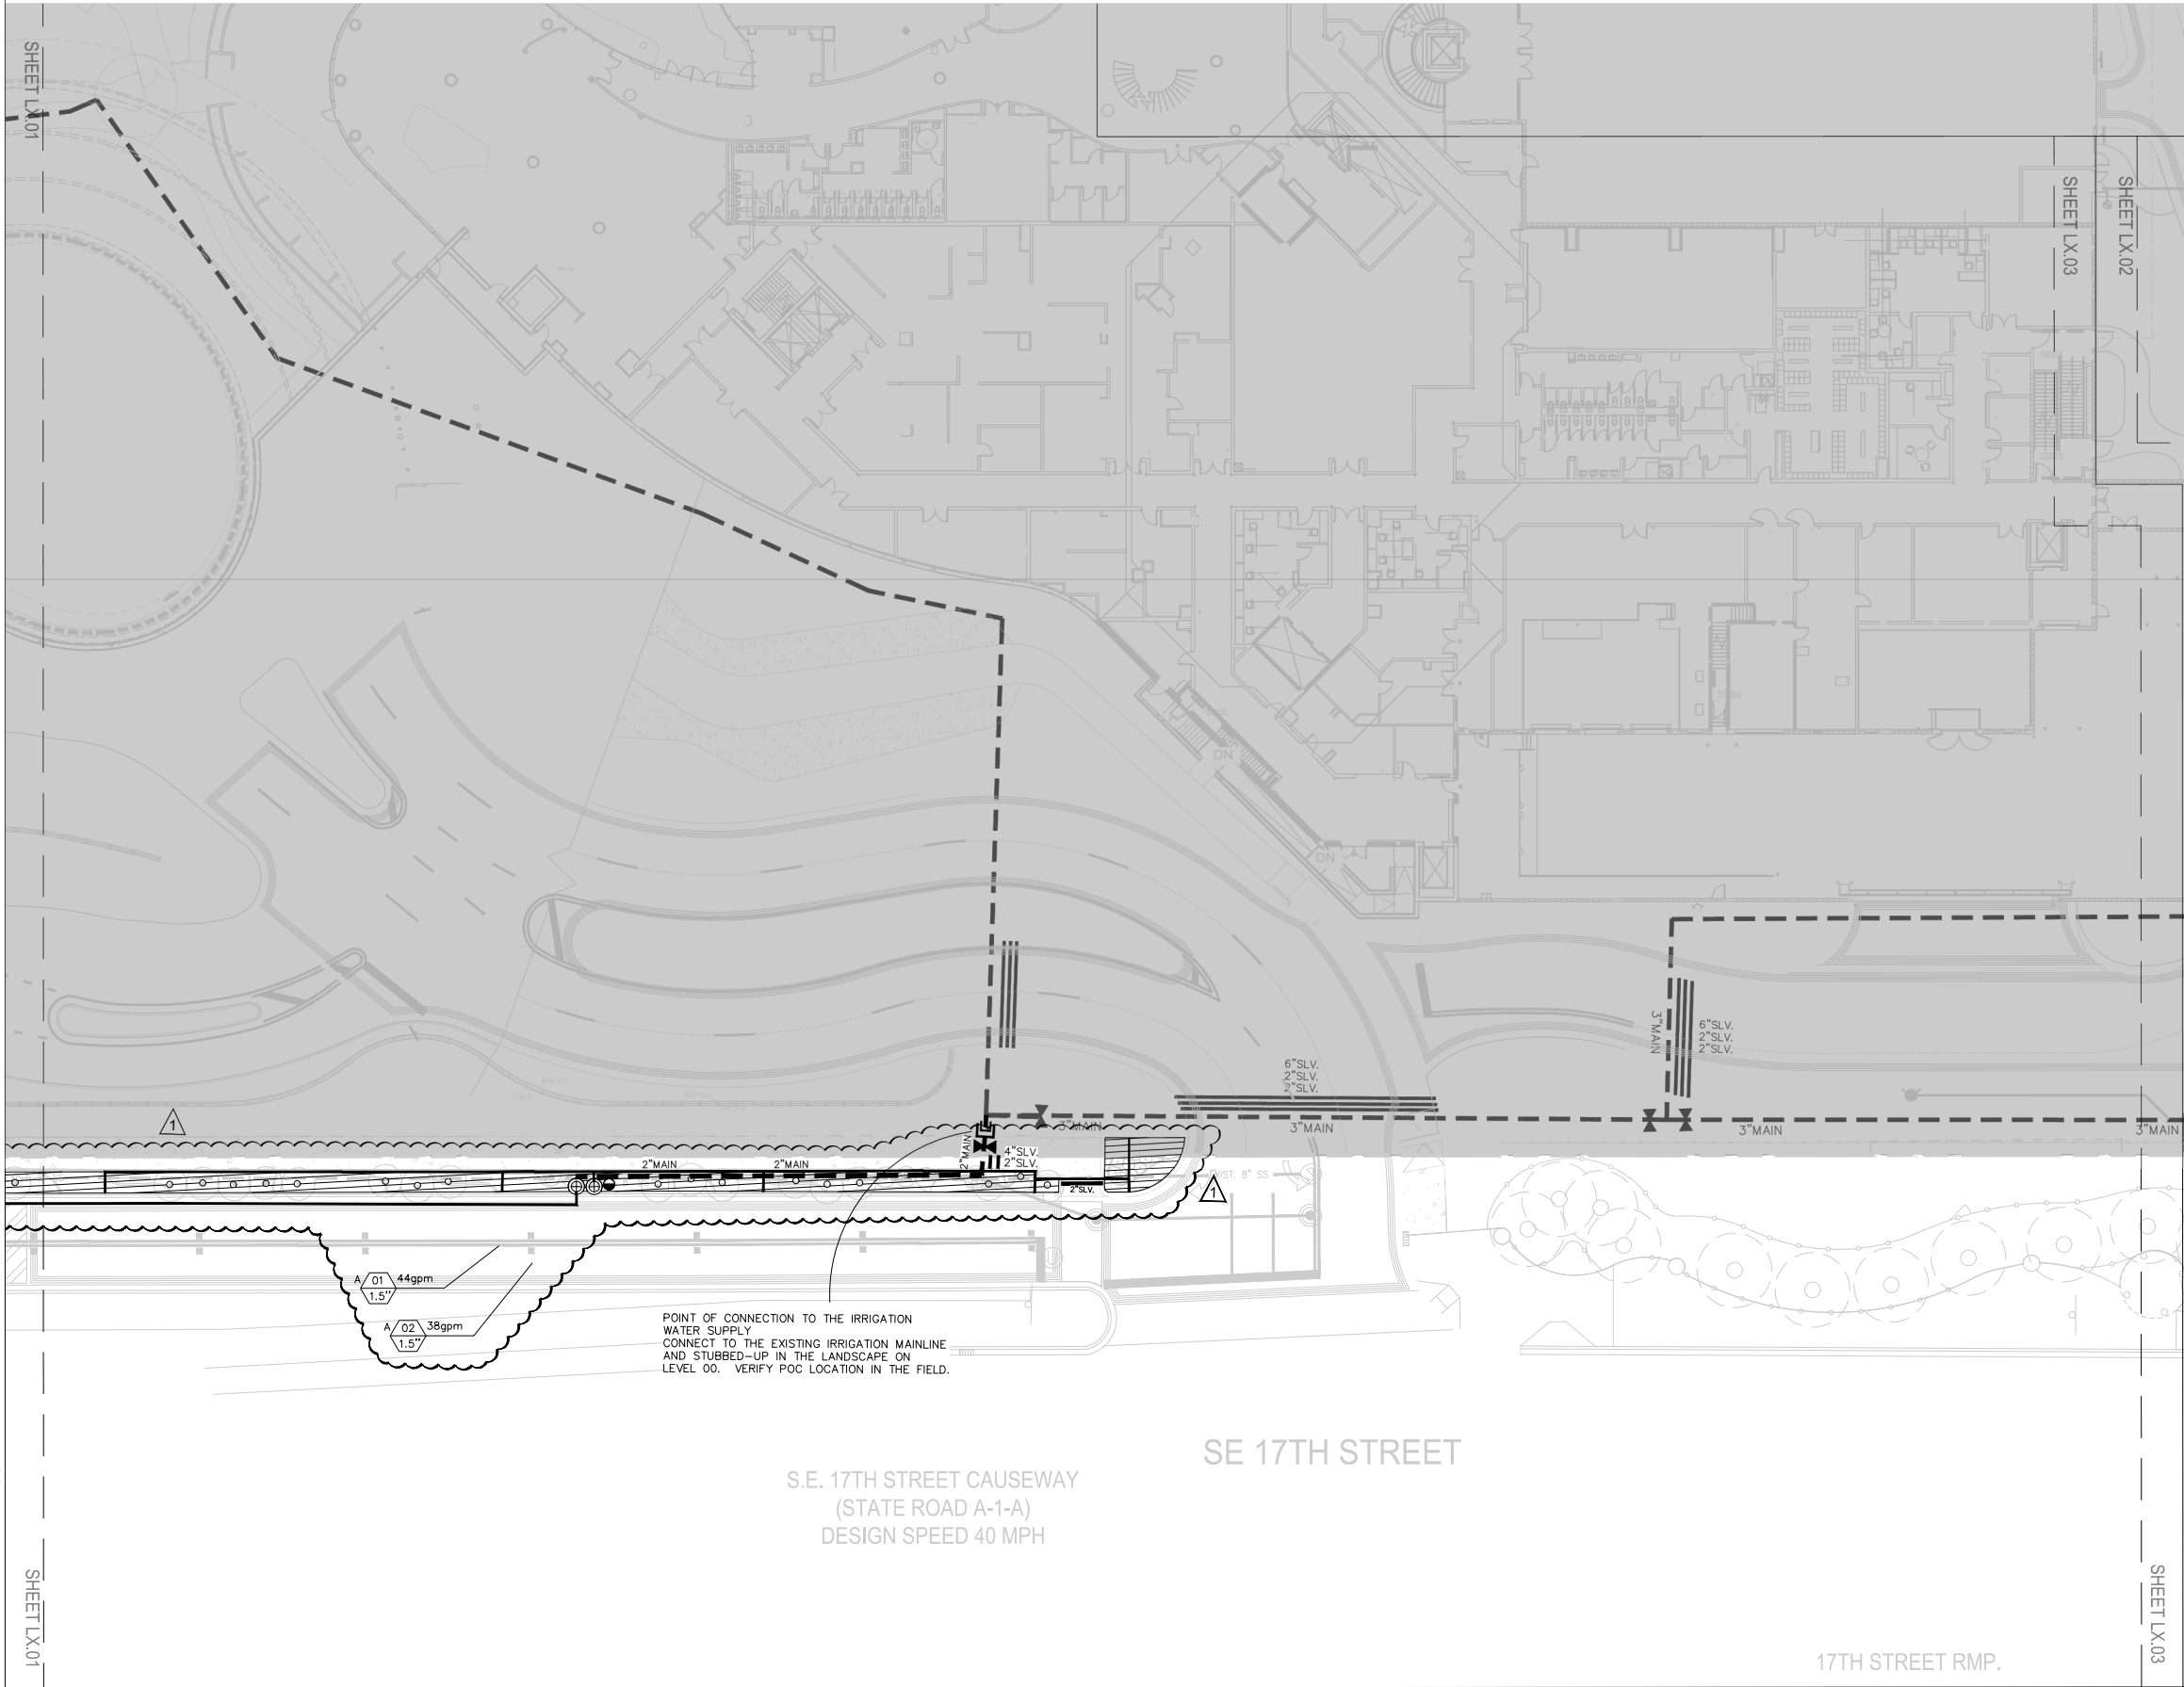 SHEET LX.01
SHEET LX.03
SHEET LX.02
DN
DN
3"MAIN
6"SLV.
2"SLV.
2"SLV.
6"SLV.
2"SLV.
2"SLV.
1
3"MAIN
3"MAIN
3"MAIN
3"MAIN
2"MAIN
4"SLV.
2"SLV.
2"MAIN
2"MAIN
EXIST. 8" SS
2"SLV.
1
A 01 44gpm
1.5"
A 02 38gpm
1.5"
POINT OF CONNECTION TO THE IRRIGATION
WATER SUPPLY
CONNECT TO THE EXISTING IRRIGATION MAINLINE
AND STUBBED-UP IN THE LANDSCAPE ON
LEVEL 00. VERIFY POC LOCATION IN THE FIELD.
SE 17TH STREET
S.E. 17TH STREET CAUSEWAY
(STATE ROAD A-1-A)
DESIGN SPEED 40 MPH
SHEET LX.01
SHEET LX.03
17TH STREET RMP.